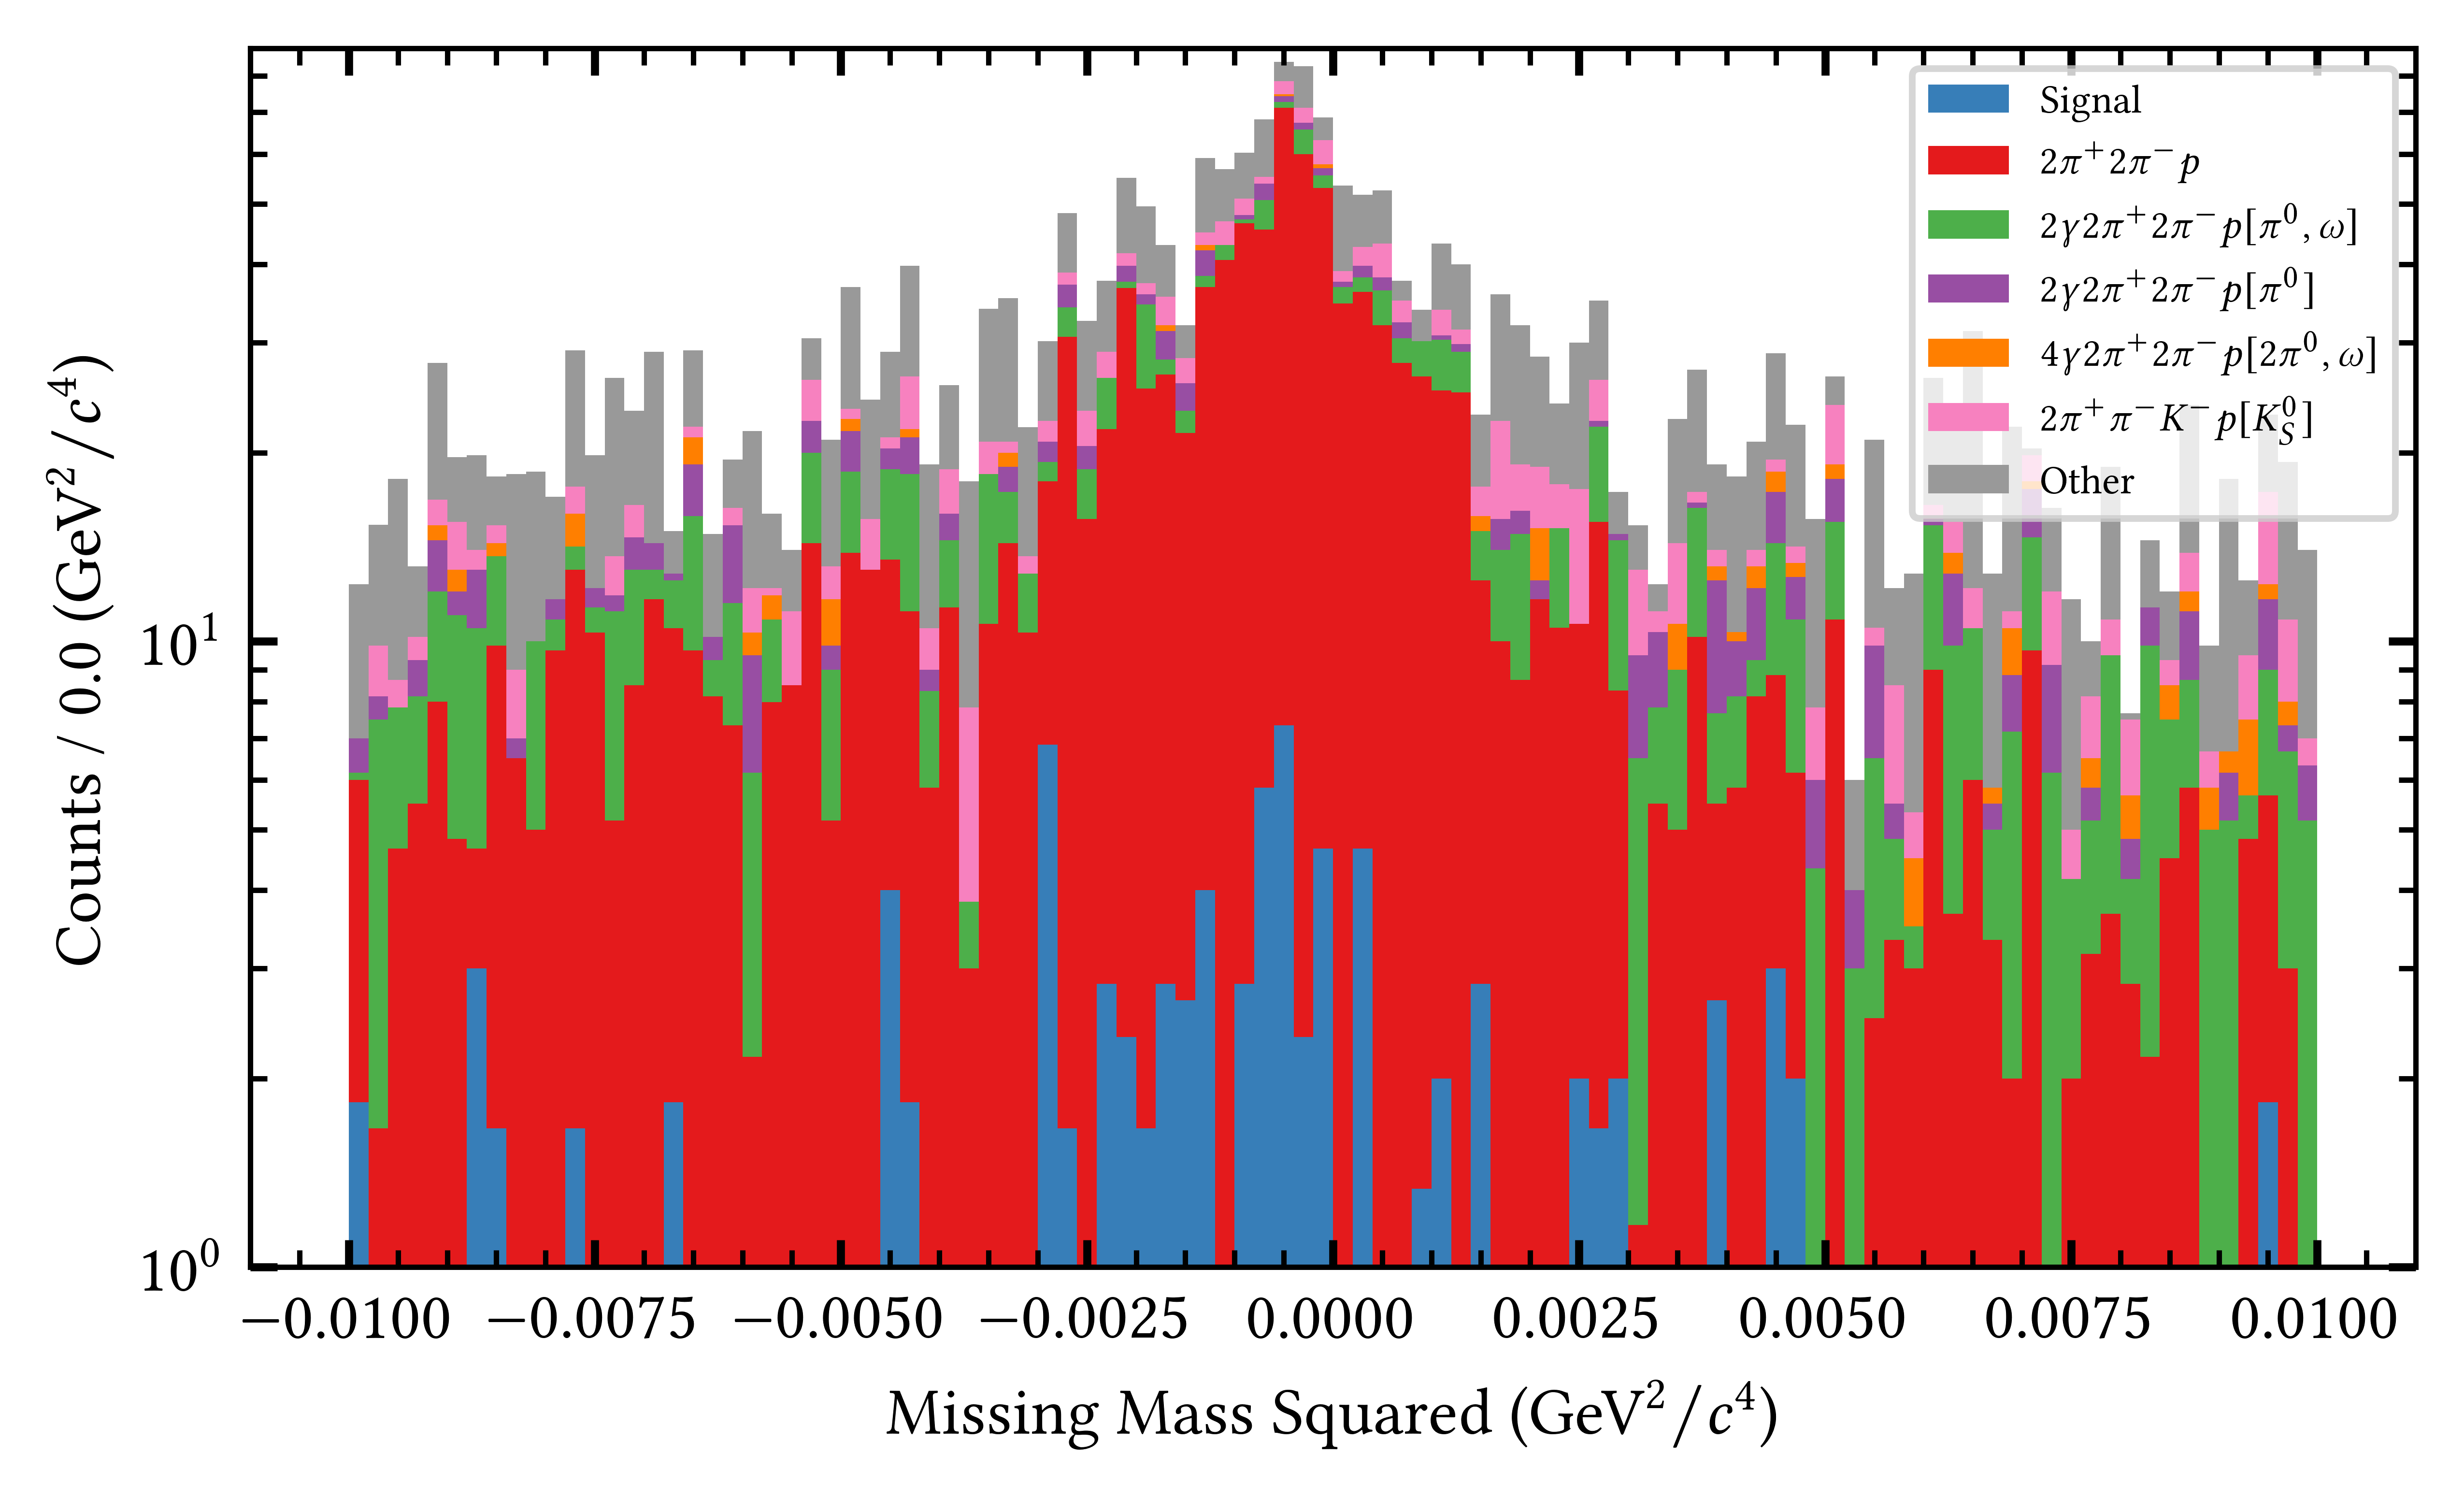 Counts / 0.0 (GeV²/c⁴)
10¹
10⁰
Signal
2π⁺2π⁻p
2γ2π⁺2π⁻p[π⁰, ω]
2γ2π⁺2π⁻p[π⁰]
4γ2π⁺2π⁻p[2π⁰, ω]
2π⁺π⁻K⁻p[K⁰_S]
Other
−0.0100 −0.0075 −0.0050 −0.0025 0.0000 0.0025 0.0050 0.0075 0.0100
Missing Mass Squared (GeV²/c⁴)